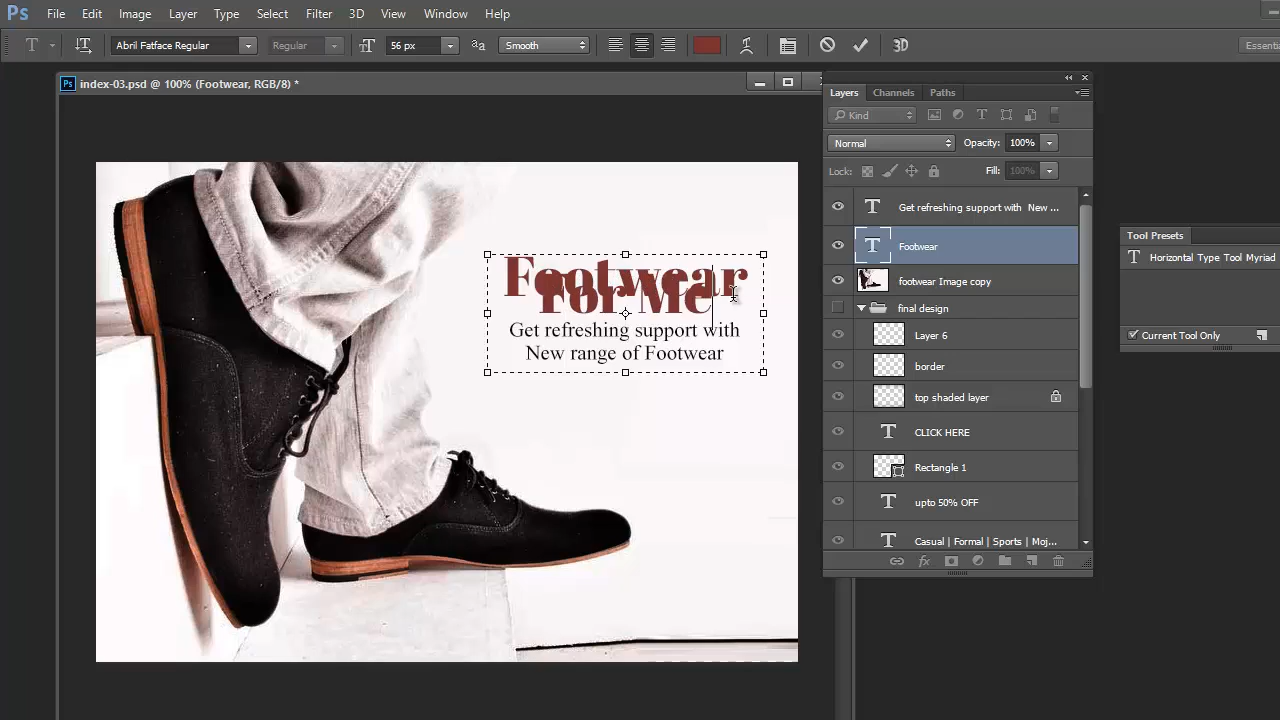 Ps File Edit Image Layer Type Select Filter 3D View Window Help
T Abril Fatface Regular Regular 56 px Smooth 3D Essentia
Ps index-03.psd @ 100% (Footwear, RGB/8) *
Layers Channels Paths
Kind
Normal Opacity: 100%
Lock: Fill: 100%
T Get refreshing support with New ...
T Footwear
footwear Image copy
final design
Layer 6
border
top shaded layer
T CLICK HERE
Rectangle 1
T upto 50% OFF
T Casual | Formal | Sports | Moj...
Tool Presets
T Horizontal Type Tool Myriad
Current Tool Only
Footwear
For Me
Get refreshing support with
New range of Footwear